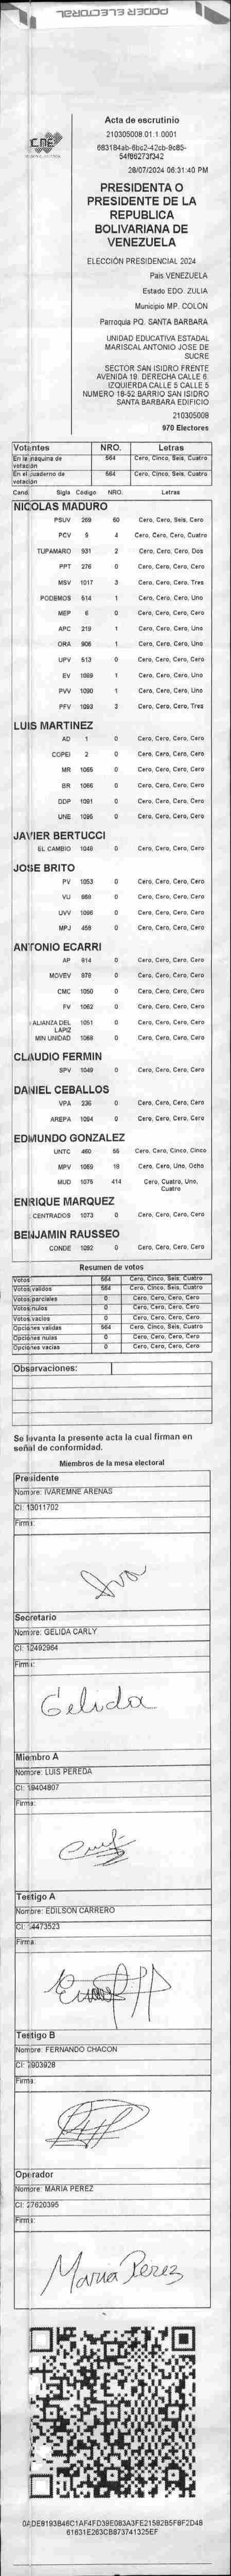 PODER ELECTORAL
CNE
Acta de escrutinio
210305008.01.1.0001
683184ab-6bc2-42cb-9c85-
54f86273f342
28/07/2024 06:31:40 PM
PRESIDENTA O
PRESIDENTE DE LA
REPUBLICA
BOLIVARIANA DE
VENEZUELA
ELECCIÓN PRESIDENCIAL 2024
País VENEZUELA
Estado EDO. ZULIA
Municipio MP. COLON
Parroquia PQ. SANTA BARBARA
UNIDAD EDUCATIVA ESTADAL
MARISCAL ANTONIO JOSE DE
SUCRE
SECTOR SAN ISIDRO FRENTE
AVENIDA 19. DERECHA CALLE 6.
IZQUIERDA CALLE 5 CALLE 5
NUMERO 18-52 BARRIO SAN ISIDRO
SANTA BARBARA EDIFICIO
210305008
970 Electores
Votantes NRO. Letras
En la máquina de votación 564 Cero, Cinco, Seis, Cuatro
En el cuaderno de votación 564 Cero, Cinco, Seis, Cuatro
Cand. Sigla Código NRO. Letras
NICOLAS MADURO
PSUV 269 60 Cero, Cero, Seis, Cero
PCV 9 4 Cero, Cero, Cero, Cuatro
TUPAMARO 931 2 Cero, Cero, Cero, Dos
PPT 276 0 Cero, Cero, Cero, Cero
MSV 1017 3 Cero, Cero, Cero, Tres
PODEMOS 514 1 Cero, Cero, Cero, Uno
MEP 6 0 Cero, Cero, Cero, Cero
APC 219 1 Cero, Cero, Cero, Uno
ORA 906 1 Cero, Cero, Cero, Uno
UPV 513 0 Cero, Cero, Cero, Cero
EV 1089 1 Cero, Cero, Cero, Uno
PVV 1090 1 Cero, Cero, Cero, Uno
PFV 1093 3 Cero, Cero, Cero, Tres
LUIS MARTINEZ
AD 1 0 Cero, Cero, Cero, Cero
COPEI 2 0 Cero, Cero, Cero, Cero
MR 1065 0 Cero, Cero, Cero, Cero
BR 1066 0 Cero, Cero, Cero, Cero
DDP 1091 0 Cero, Cero, Cero, Cero
UNE 1095 0 Cero, Cero, Cero, Cero
JAVIER BERTUCCI
EL CAMBIO 1048 0 Cero, Cero, Cero, Cero
JOSE BRITO
PV 1053 0 Cero, Cero, Cero, Cero
VU 868 0 Cero, Cero, Cero, Cero
UVV 1096 0 Cero, Cero, Cero, Cero
MPJ 458 0 Cero, Cero, Cero, Cero
ANTONIO ECARRI
AP 814 0 Cero, Cero, Cero, Cero
MOVEV 878 0 Cero, Cero, Cero, Cero
CMC 1050 0 Cero, Cero, Cero, Cero
FV 1062 0 Cero, Cero, Cero, Cero
ALIANZA DEL LAPIZ 1051 0 Cero, Cero, Cero, Cero
MIN UNIDAD 1068 0 Cero, Cero, Cero, Cero
CLAUDIO FERMIN
SPV 1049 0 Cero, Cero, Cero, Cero
DANIEL CEBALLOS
VPA 236 0 Cero, Cero, Cero, Cero
AREPA 1094 0 Cero, Cero, Cero, Cero
EDMUNDO GONZALEZ
UNTC 460 55 Cero, Cero, Cinco, Cinco
MPV 1069 19 Cero, Cero, Uno, Ocho
MUD 1075 414 Cero, Cuatro, Uno, Cuatro
ENRIQUE MARQUEZ
CENTRADOS 1073 0 Cero, Cero, Cero, Cero
BENJAMIN RAUSSEO
CONDE 1092 0 Cero, Cero, Cero, Cero
Resumen de votos
Votos 564 Cero, Cinco, Seis, Cuatro
Votos validos 564 Cero, Cinco, Seis, Cuatro
Votos parciales 0 Cero, Cero, Cero, Cero
Votos nulos 0 Cero, Cero, Cero, Cero
Votos vacios 0 Cero, Cero, Cero, Cero
Opciones validas 564 Cero, Cinco, Seis, Cuatro
Opciones nulas 0 Cero, Cero, Cero, Cero
Opciones vacias 0 Cero, Cero, Cero, Cero
Observaciones:
Se levanta la presente acta la cual firman en
señal de conformidad.
Miembros de la mesa electoral
Presidente
Nombre: IVAREMNE ARENAS
CI: 13011702
Firma:
Secretario
Nombre: GELIDA CARLY
CI: 12492964
Firma:
Gelida
Miembro A
Nombre: LUIS PEREDA
CI: 19404807
Firma:
Testigo A
Nombre: EDILSON CARRERO
CI: 14473523
Firma:
Testigo B
Nombre: FERNANDO CHACON
CI: 7903928
Firma:
Operador
Nombre: MARIA PEREZ
CI: 27620395
Firma:
Maria Perez
0ADE8193B46C1AF4FD39E083A3FE21582B5F8F2D48
61631E263CB873741325EF